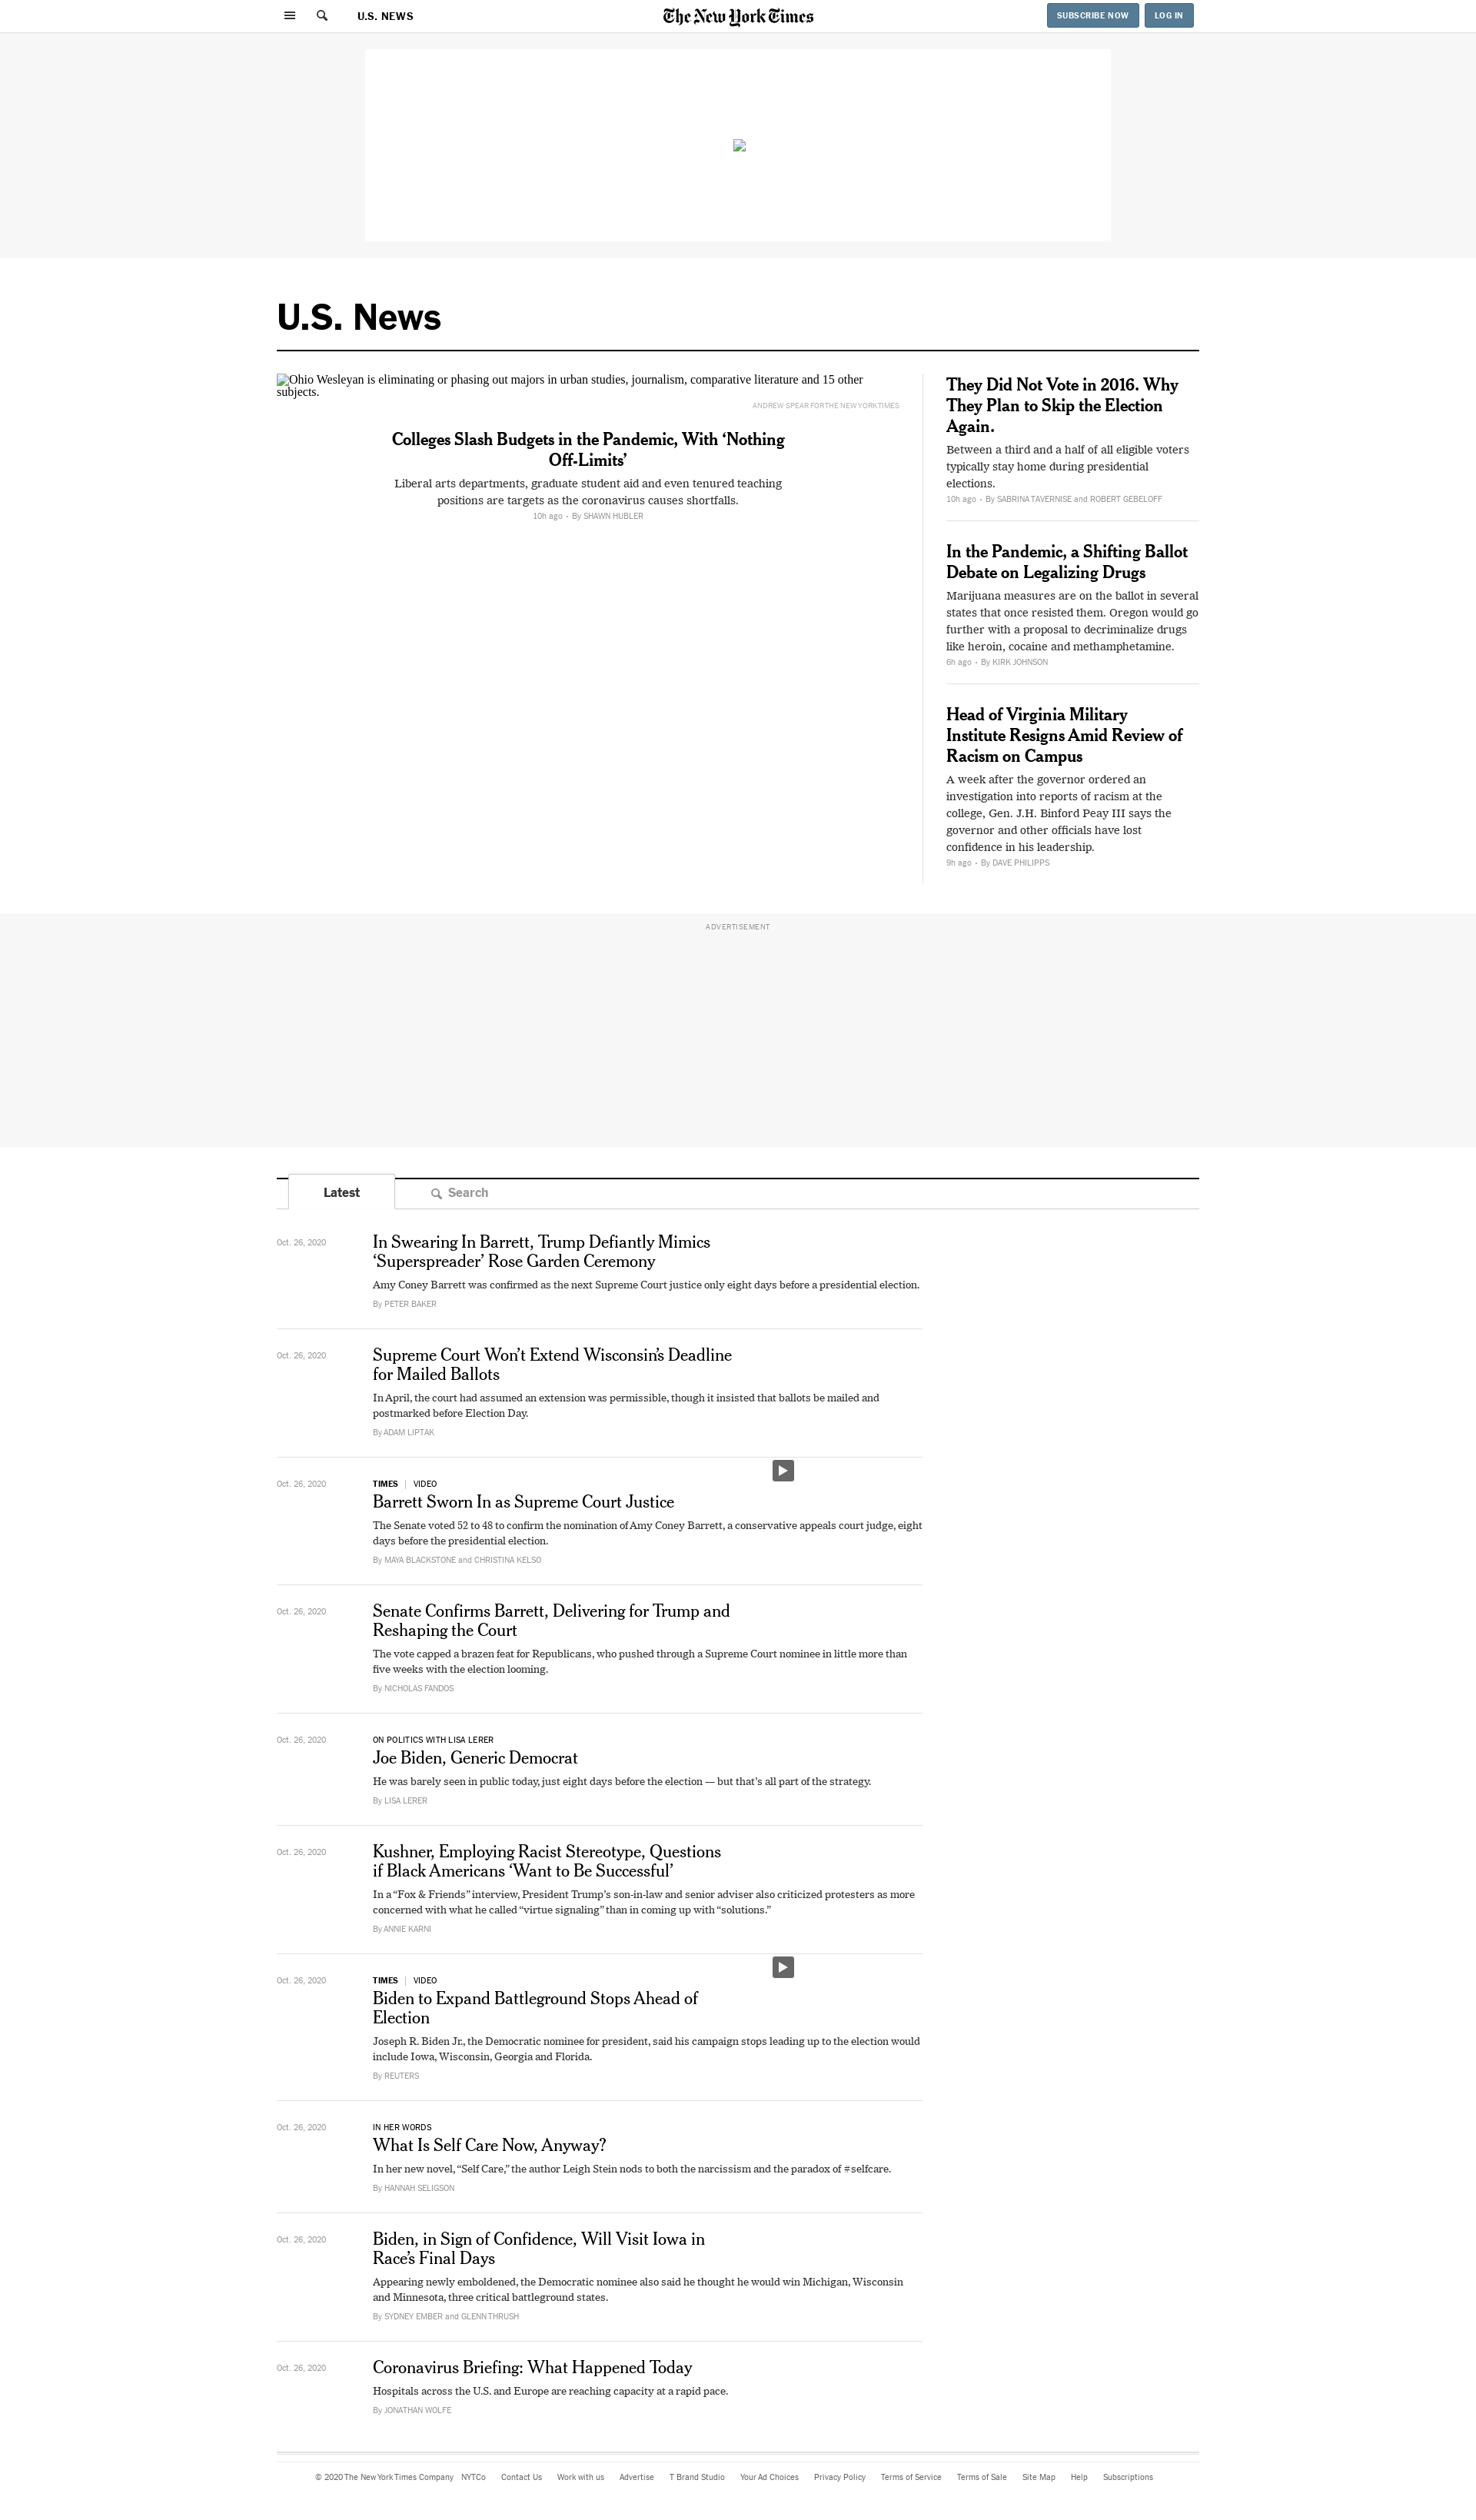 U.S. NEWS
The New York Times
SUBSCRIBE NOW
LOG IN
U.S. News
Ohio Wesleyan is eliminating or phasing out majors in urban studies, journalism, comparative literature and 15 other
subjects.
ANDREW SPEAR FOR THE NEW YORK TIMES
Colleges Slash Budgets in the Pandemic, With ‘Nothing
Off-Limits’
Liberal arts departments, graduate student aid and even tenured teaching
positions are targets as the coronavirus causes shortfalls.
10h ago • By SHAWN HUBLER
They Did Not Vote in 2016. Why
They Plan to Skip the Election
Again.
Between a third and a half of all eligible voters
typically stay home during presidential
elections.
10h ago • By SABRINA TAVERNISE and ROBERT GEBELOFF
In the Pandemic, a Shifting Ballot
Debate on Legalizing Drugs
Marijuana measures are on the ballot in several
states that once resisted them. Oregon would go
further with a proposal to decriminalize drugs
like heroin, cocaine and methamphetamine.
6h ago • By KIRK JOHNSON
Head of Virginia Military
Institute Resigns Amid Review of
Racism on Campus
A week after the governor ordered an
investigation into reports of racism at the
college, Gen. J.H. Binford Peay III says the
governor and other officials have lost
confidence in his leadership.
9h ago • By DAVE PHILIPPS
ADVERTISEMENT
Latest
Search
Oct. 26, 2020
In Swearing In Barrett, Trump Defiantly Mimics
‘Superspreader’ Rose Garden Ceremony
Amy Coney Barrett was confirmed as the next Supreme Court justice only eight days before a presidential election.
By PETER BAKER
Oct. 26, 2020
Supreme Court Won’t Extend Wisconsin’s Deadline
for Mailed Ballots
In April, the court had assumed an extension was permissible, though it insisted that ballots be mailed and
postmarked before Election Day.
By ADAM LIPTAK
Oct. 26, 2020
TIMES | VIDEO
Barrett Sworn In as Supreme Court Justice
The Senate voted 52 to 48 to confirm the nomination of Amy Coney Barrett, a conservative appeals court judge, eight
days before the presidential election.
By MAYA BLACKSTONE and CHRISTINA KELSO
Oct. 26, 2020
Senate Confirms Barrett, Delivering for Trump and
Reshaping the Court
The vote capped a brazen feat for Republicans, who pushed through a Supreme Court nominee in little more than
five weeks with the election looming.
By NICHOLAS FANDOS
Oct. 26, 2020
ON POLITICS WITH LISA LERER
Joe Biden, Generic Democrat
He was barely seen in public today, just eight days before the election — but that’s all part of the strategy.
By LISA LERER
Oct. 26, 2020
Kushner, Employing Racist Stereotype, Questions
if Black Americans ‘Want to Be Successful’
In a “Fox & Friends” interview, President Trump’s son-in-law and senior adviser also criticized protesters as more
concerned with what he called “virtue signaling” than in coming up with “solutions.”
By ANNIE KARNI
Oct. 26, 2020
TIMES | VIDEO
Biden to Expand Battleground Stops Ahead of
Election
Joseph R. Biden Jr., the Democratic nominee for president, said his campaign stops leading up to the election would
include Iowa, Wisconsin, Georgia and Florida.
By REUTERS
Oct. 26, 2020
IN HER WORDS
What Is Self Care Now, Anyway?
In her new novel, “Self Care,” the author Leigh Stein nods to both the narcissism and the paradox of #selfcare.
By HANNAH SELIGSON
Oct. 26, 2020
Biden, in Sign of Confidence, Will Visit Iowa in
Race’s Final Days
Appearing newly emboldened, the Democratic nominee also said he thought he would win Michigan, Wisconsin
and Minnesota, three critical battleground states.
By SYDNEY EMBER and GLENN THRUSH
Oct. 26, 2020
Coronavirus Briefing: What Happened Today
Hospitals across the U.S. and Europe are reaching capacity at a rapid pace.
By JONATHAN WOLFE
© 2020 The New York Times Company NYTCo Contact Us Work with us Advertise T Brand Studio Your Ad Choices Privacy Policy Terms of Service Terms of Sale Site Map Help Subscriptions